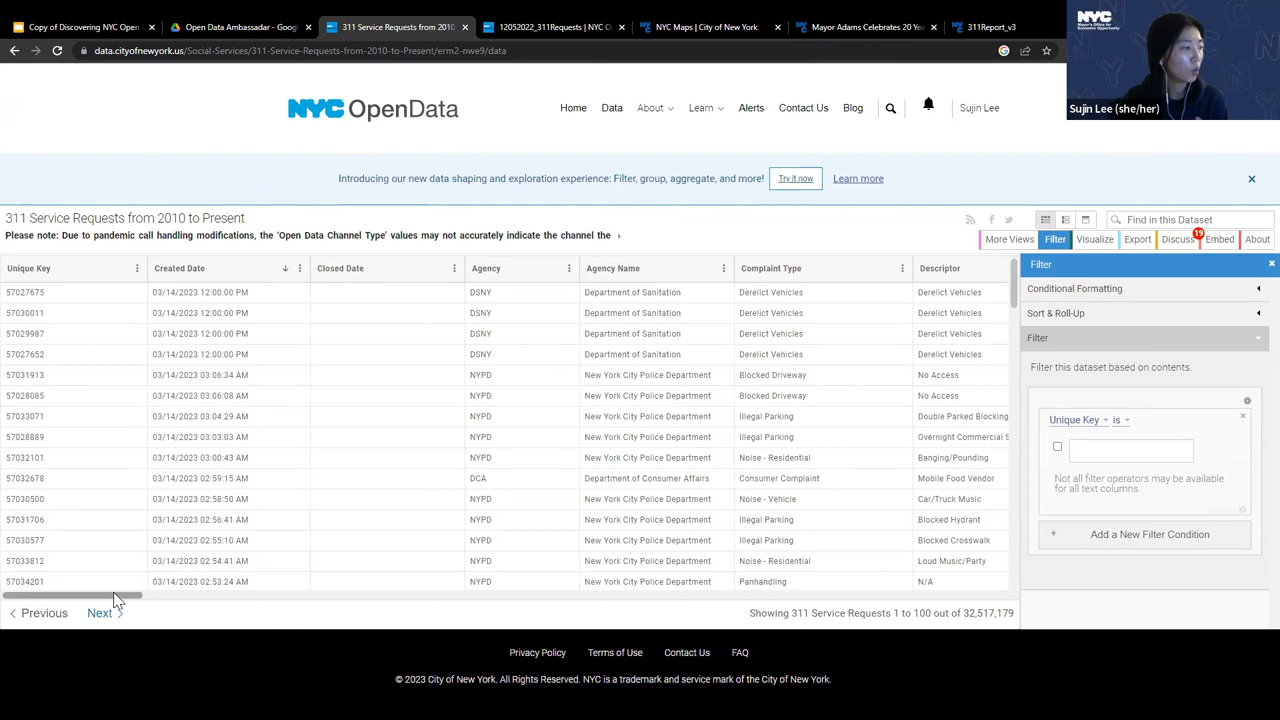 Copy of Discovering NYC Open
Open Data Ambassadar - Goog
311 Service Requests from 2010
12052022_311Requests | NYC O
NYC Maps | City of New York
Mayor Adams Celebrates 20 Year
311Report_v3
data.cityofnewyork.us/Social-Services/311-Service-Requests-from-2010-to-Present/erm2-nwe9/data
NYC
Mayor's Office for
Economic Opportunity
Sujin Lee (she/her)
NYC OpenData
Home Data About Learn Alerts Contact Us Blog Sujin Lee
Introducing our new data shaping and exploration experience: Filter, group, aggregate, and more! Try it now Learn more
311 Service Requests from 2010 to Present
Find in this Dataset
Please note: Due to pandemic call handling modifications, the 'Open Data Channel Type' values may not accurately indicate the channel the
More Views Filter Visualize Export Discuss 19 Embed About
Unique Key Created Date Closed Date Agency Agency Name Complaint Type Descriptor
57027675 03/14/2023 12:00:00 PM DSNY Department of Sanitation Derelict Vehicles Derelict Vehicles
57030011 03/14/2023 12:00:00 PM DSNY Department of Sanitation Derelict Vehicles Derelict Vehicles
57029987 03/14/2023 12:00:00 PM DSNY Department of Sanitation Derelict Vehicles Derelict Vehicles
57027652 03/14/2023 12:00:00 PM DSNY Department of Sanitation Derelict Vehicles Derelict Vehicles
57031913 03/14/2023 03:06:34 AM NYPD New York City Police Department Blocked Driveway No Access
57028085 03/14/2023 03:06:08 AM NYPD New York City Police Department Blocked Driveway No Access
57033071 03/14/2023 03:04:29 AM NYPD New York City Police Department Illegal Parking Double Parked Blocking
57028889 03/14/2023 03:03:03 AM NYPD New York City Police Department Illegal Parking Overnight Commercial S
57032101 03/14/2023 03:00:43 AM NYPD New York City Police Department Noise - Residential Banging/Pounding
57032678 03/14/2023 02:59:15 AM DCA Department of Consumer Affairs Consumer Complaint Mobile Food Vendor
57030500 03/14/2023 02:58:50 AM NYPD New York City Police Department Noise - Vehicle Car/Truck Music
57031706 03/14/2023 02:56:41 AM NYPD New York City Police Department Illegal Parking Blocked Hydrant
57030577 03/14/2023 02:55:10 AM NYPD New York City Police Department Illegal Parking Blocked Crosswalk
57033812 03/14/2023 02:54:41 AM NYPD New York City Police Department Noise - Residential Loud Music/Party
57034201 03/14/2023 02:53:24 AM NYPD New York City Police Department Panhandling N/A
Filter
Conditional Formatting
Sort & Roll-Up
Filter
Filter this dataset based on contents.
Unique Key is
Not all filter operators may be available
for all text columns.
+ Add a New Filter Condition
Previous Next
Showing 311 Service Requests 1 to 100 out of 32,517,179
Privacy Policy Terms of Use Contact Us FAQ
© 2023 City of New York. All Rights Reserved. NYC is a trademark and service mark of the City of New York.